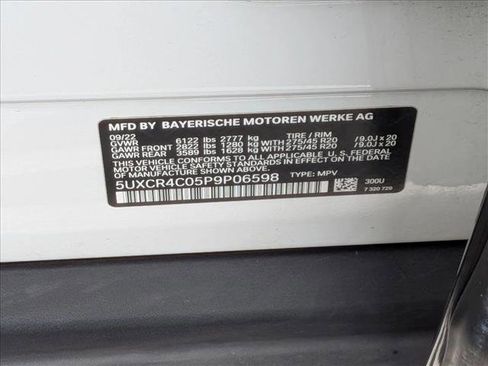 MFD BY BAYERISCHE MOTOREN WERKE AG
09/22 TIRE / RIM
GVWR 6122 lbs 2777 kg
GAWR FRONT 2822 lbs 1280 kg WITH 275/45 R20 / 9.0J x 20
GAWR REAR 3580 lbs 1628 kg WITH 275/45 R20 / 9.0J x 20
THIS VEHICLE CONFORMS TO ALL APPLICABLE U.S. FEDERAL
MOTOR VEHICLE SAFETY STANDARDS IN EFFECT ON THE DATE
OF MANUFACTURE SHOWN ABOVE.
5UXCR4C05P9P06598 TYPE: MPV 300U
7 320 720